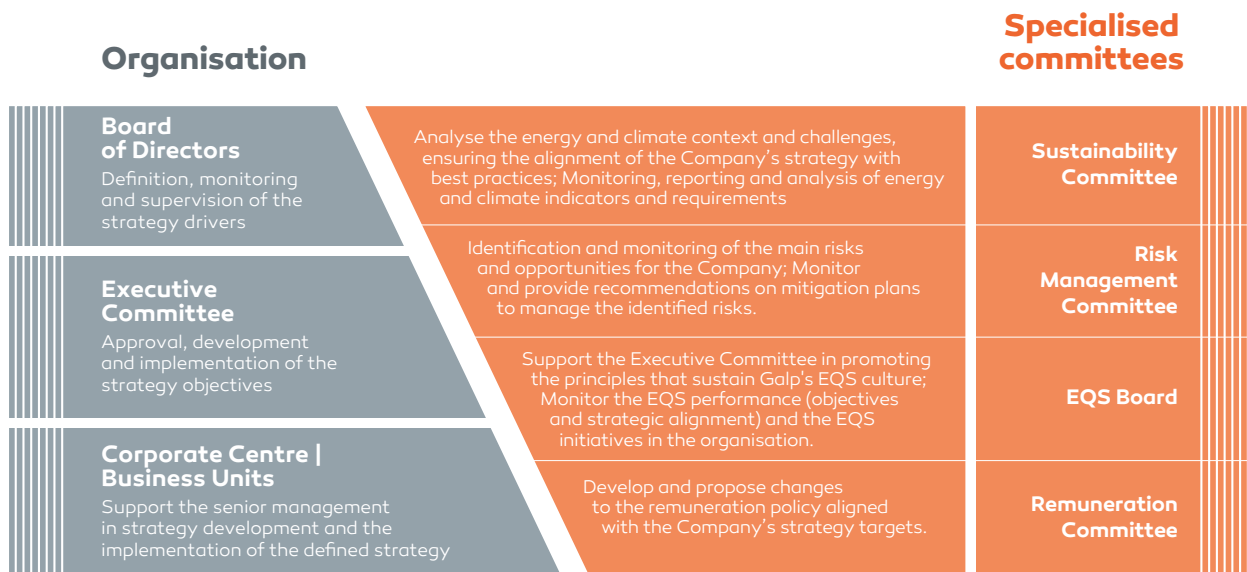 Organisation
Specialised
committees
Board
of Directors
Definition, monitoring
and supervision of the
strategy drivers
Executive
Committee
Approval, development
and implementation of the
strategy objectives
Corporate Centre |
Business Units
Support the senior management
in strategy development and the
implementation of the defined strategy
Analyse the energy and climate context and challenges,
ensuring the alignment of the Company's strategy with
best practices; Monitoring, reporting and analysis of energy
and climate indicators and requirements
Sustainability
Committee
Identification and monitoring of the main risks
and opportunities for the Company; Monitor
and provide recommendations on mitigation plans
to manage the identified risks.
Risk
Management
Committee
Support the Executive Committee in promoting
the principles that sustain Galp's EQS culture;
Monitor the EQS performance (objectives
and strategic alignment) and the EQS
initiatives in the organisation.
EQS Board
Develop and propose changes
to the remuneration policy aligned
with the Company's strategy targets.
Remuneration
Committee